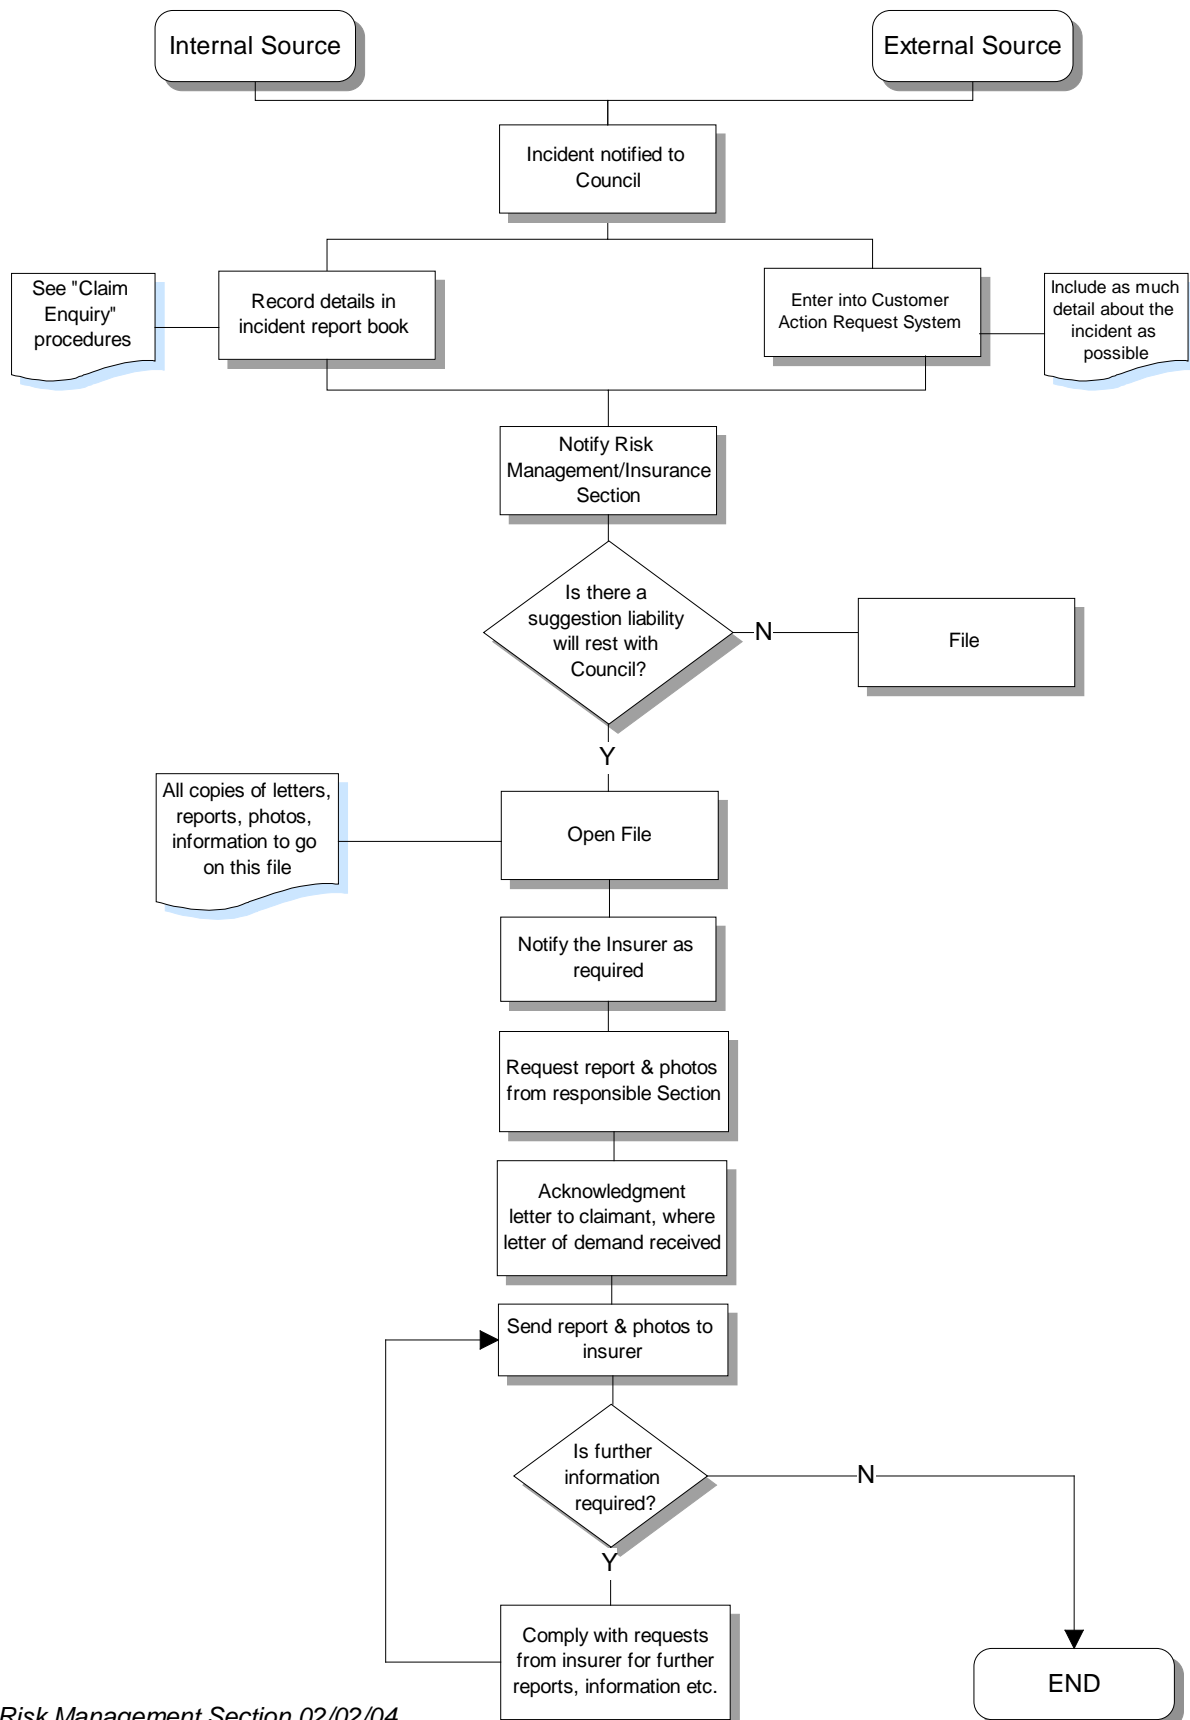 Internal Source
External Source
Incident notified to
Council
See "Claim
Enquiry"
procedures
Record details in
incident report book
Enter into Customer
Action Request System
Include as much
detail about the
incident as
possible
Notify Risk
Management/Insurance
Section
Is there a
suggestion liability
will rest with
Council?
N
File
Y
All copies of letters,
reports, photos,
information to go
on this file
Open File
Notify the Insurer as
required
Request report & photos
from responsible Section
Acknowledgment
letter to claimant, where
letter of demand received
Send report & photos to
insurer
Is further
information
required?
N
Y
Comply with requests
from insurer for further
reports, information etc.
END
Risk Management Section 02/02/04